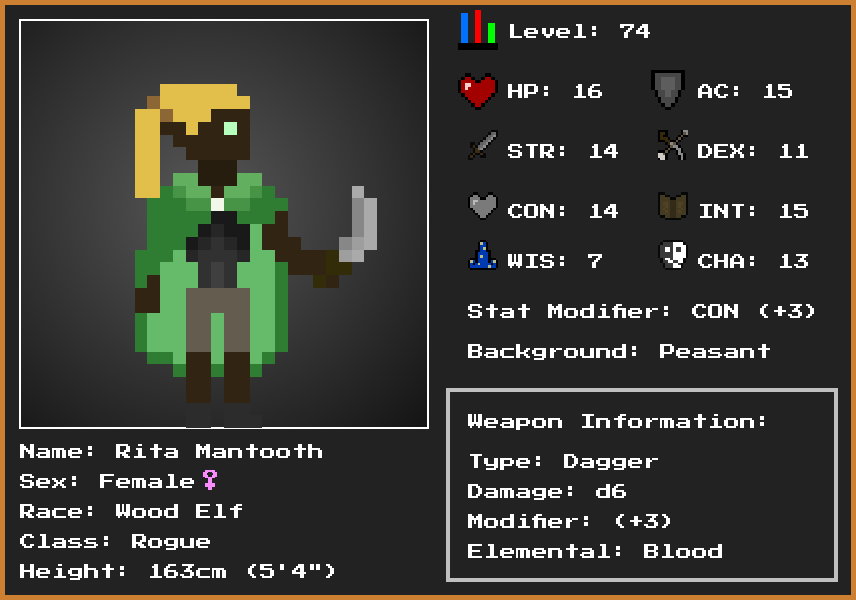 Level: 74
HP: 16
AC: 15
STR: 14
DEX: 11
CON: 14
INT: 15
WIS: 7
CHA: 13
Stat Modifier: CON (+3)
Background: Peasant
Weapon Information:
Type: Dagger
Damage: d6
Modifier: (+3)
Elemental: Blood
Name: Rita Mantooth
Sex: Female♀
Race: Wood Elf
Class: Rogue
Height: 163cm (5'4")